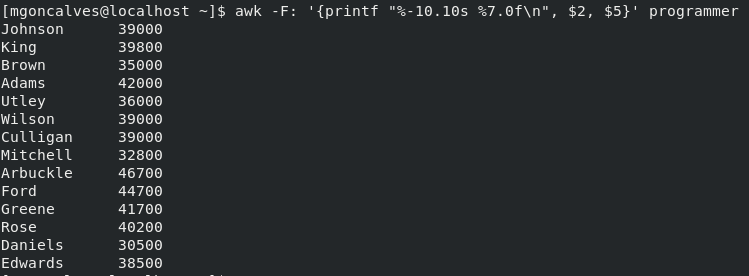 [mgoncalves@localhost ~]$ awk -F: '{printf "%-10.10s %7.0f\n", $2, $5}' programmer
Johnson      39000
King         39800
Brown        35000
Adams        42000
Utley        36000
Wilson       39000
Culligan     39000
Mitchell     32800
Arbuckle     46700
Ford         44700
Greene       41700
Rose         40200
Daniels      30500
Edwards      38500